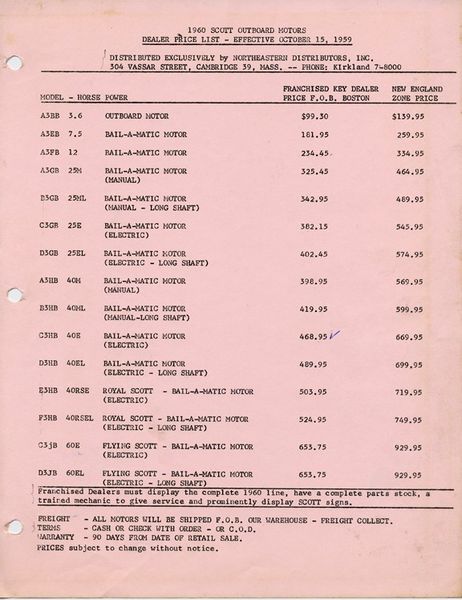 1960 SCOTT OUTBOARD MOTORS
DEALER PRICE LIST - EFFECTIVE OCTOBER 15, 1959
DISTRIBUTED EXCLUSIVELY by NORTHEASTERN DISTRIBUTORS, INC.
304 VASSAR STREET, CAMBRIDGE 39, MASS. -- PHONE: KIrkland 7-8000
FRANCHISED KEY DEALER NEW ENGLAND
MODEL - HORSE POWER PRICE F.O.B. BOSTON ZONE PRICE
A3BB 3.6 OUTBOARD MOTOR $99.30 $139.95
A3EB 7.5 BAIL-A-MATIC MOTOR 181.95 259.95
A3FB 12 BAIL-A-MATIC MOTOR 234.45 334.95
A3GB 25M BAIL-A-MATIC MOTOR 325.45 464.95
(MANUAL)
B3GB 25ML BAIL-A-MATIC MOTOR 342.95 489.95
(MANUAL - LONG SHAFT)
C3GB 25E BAIL-A-MATIC MOTOR 382.15 545.95
(ELECTRIC)
D3GB 25EL BAIL-A-MATIC MOTOR 402.45 574.95
(ELECTRIC - LONG SHAFT)
A3HB 40M BAIL-A-MATIC MOTOR 398.95 569.95
(MANUAL)
B3HB 40ML BAIL-A-MATIC MOTOR 419.95 599.95
(MANUAL-LONG SHAFT)
C3HB 40E BAIL-A-MATIC MOTOR 468.95 669.95
(ELECTRIC)
D3HB 40EL BAIL-A-MATIC MOTOR 489.95 699.95
(ELECTRIC - LONG SHAFT)
E3HB 40RSE ROYAL SCOTT - BAIL-A-MATIC MOTOR 503.95 719.95
(ELECTRIC)
F3HB 40RSEL ROYAL SCOTT - BAIL-A-MATIC MOTOR 524.95 749.95
(ELECTRIC - LONG SHAFT)
C3JB 60E FLYING SCOTT - BAIL-A-MATIC MOTOR 653.75 929.95
(ELECTRIC)
D3JB 60EL FLYING SCOTT - BAIL-A-MATIC MOTOR 653.75 929.95
(ELECTRIC - LONG SHAFT)
Franchised Dealers must display the complete 1960 line, have a complete parts stock, a
trained mechanic to give service and prominently display SCOTT signs.
FREIGHT - ALL MOTORS WILL BE SHIPPED F.O.B. OUR WAREHOUSE - FREIGHT COLLECT.
TERMS - CASH OR CHECK WITH ORDER - OR C.O.D.
WARRANTY - 90 DAYS FROM DATE OF RETAIL SALE.
PRICES subject to change without notice.